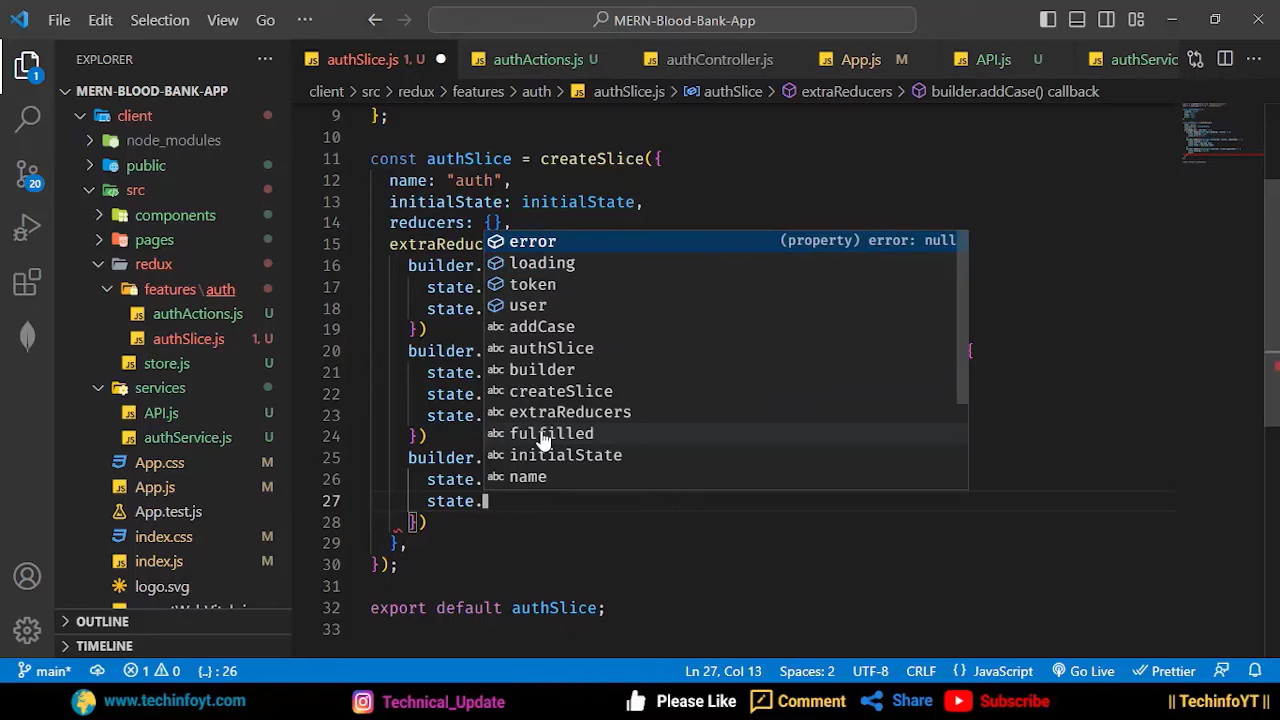 File Edit Selection View Go ··· MERN-Blood-Bank-App
EXPLORER ···
authSlice.js 1, U authActions.js U authController.js App.js M API.js U authServic
MERN-BLOOD-BANK-APP
client > src > redux > features > auth > authSlice.js > authSlice > extraReducers > builder.addCase() callback
client
node_modules
public
src
components
pages
redux
features\auth
authActions.js U
authSlice.js 1, U
store.js U
services
API.js U
authService.js U
App.css M
App.js M
App.test.js
index.css M
index.js M
logo.svg
OUTLINE
TIMELINE
1
20
9 };
10
11 const authSlice = createSlice({
12 name: "auth",
13 initialState: initialState,
14 reducers: {},
15 extraReduc
16 builder.
17 state.
18 state.
19 })
20 builder. {
21 state.
22 state.
23 state.
24 })
25 builder.
26 state.
27 state.
28 })
29 },
30 });
31
32 export default authSlice;
33
error (property) error: null
loading
token
user
addCase
authSlice
builder
createSlice
extraReducers
fulfilled
initialState
name
main* 1 0 {..} : 26 Ln 27, Col 13 Spaces: 2 UTF-8 CRLF {} JavaScript Go Live Prettier
www.techinfoyt.com Technical_Update Please Like Comment Share Subscribe || TechinfoYT ||